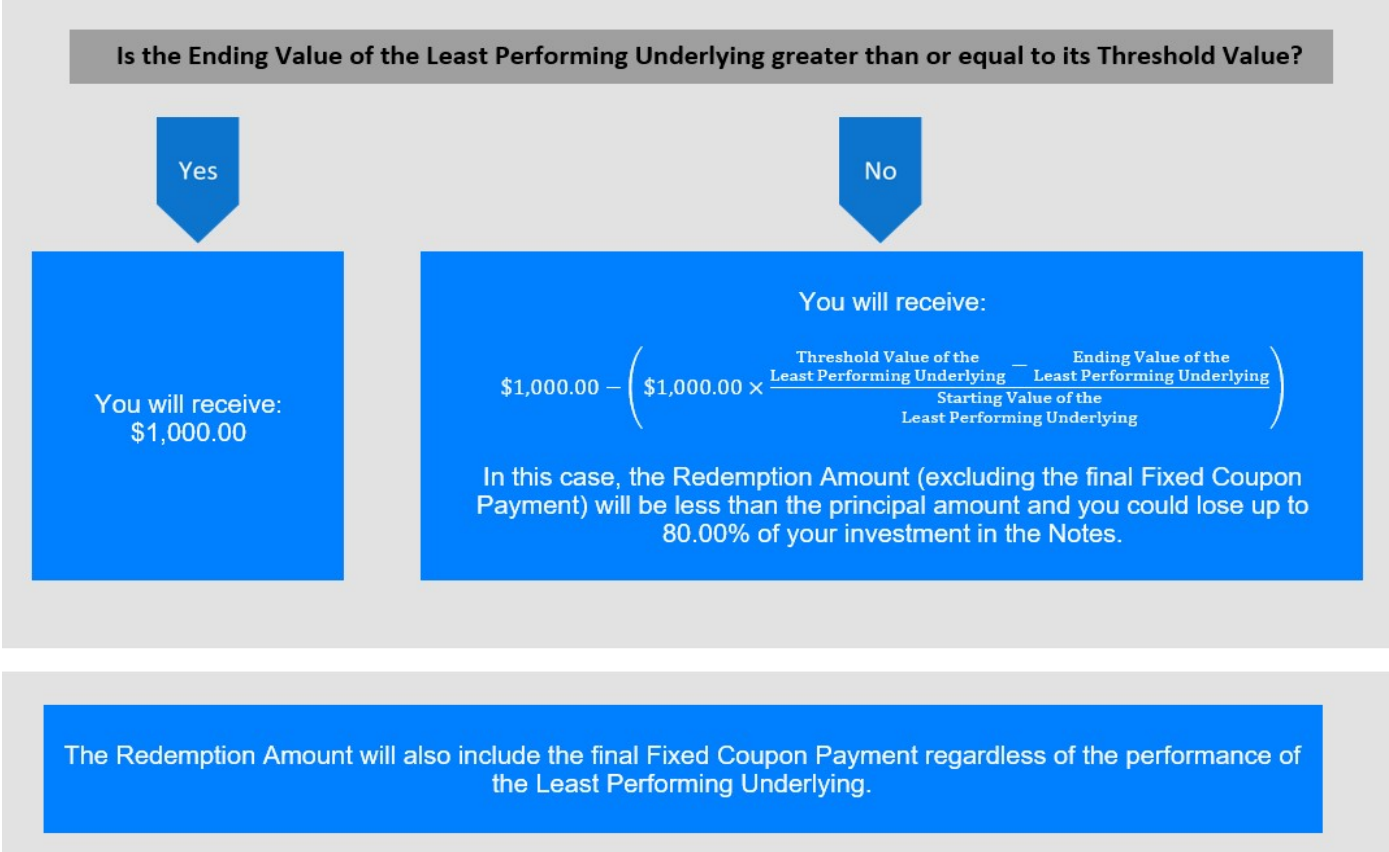 Is the Ending Value of the Least Performing Underlying greater than or equal to its Threshold Value?
Yes
No
You will receive:
$1,000.00
You will receive:
$1,000.00 − ( $1,000.00 × (Threshold Value of the Least Performing Underlying − Ending Value of the Least Performing Underlying) / Starting Value of the Least Performing Underlying )
In this case, the Redemption Amount (excluding the final Fixed Coupon
Payment) will be less than the principal amount and you could lose up to
80.00% of your investment in the Notes.
The Redemption Amount will also include the final Fixed Coupon Payment regardless of the performance of
the Least Performing Underlying.